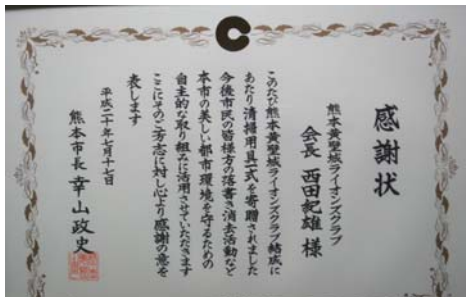 感謝状
熊本黄壁城ライオンズクラブ
会長 西田紀雄 様
このたび熊本黄壁城ライオンズクラブ結成に
あたり清掃用具一式を寄贈されました
今後市民の皆様方の落書き消去活動など
本市の美しい都市環境を守るための
自主的な取り組みに活用させていただきます
ここにそのご芳志に対し心より感謝の意を
表します
平成二十年七月十七日
熊本市長 幸山政史